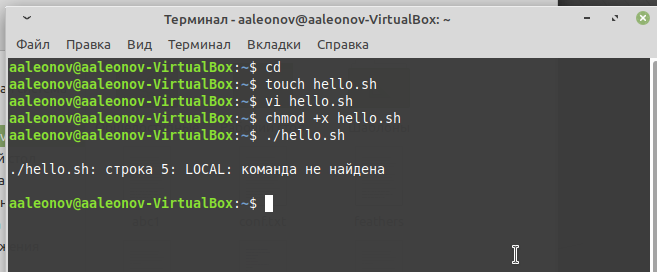 Терминал - aaleonov@aaleonov-VirtualBox: ~
Файл Правка Вид Терминал Вкладки Справка
aaleonov@aaleonov-VirtualBox:~$ cd
aaleonov@aaleonov-VirtualBox:~$ touch hello.sh
aaleonov@aaleonov-VirtualBox:~$ vi hello.sh
aaleonov@aaleonov-VirtualBox:~$ chmod +x hello.sh
aaleonov@aaleonov-VirtualBox:~$ ./hello.sh
./hello.sh: строка 5: LOCAL: команда не найдена
aaleonov@aaleonov-VirtualBox:~$